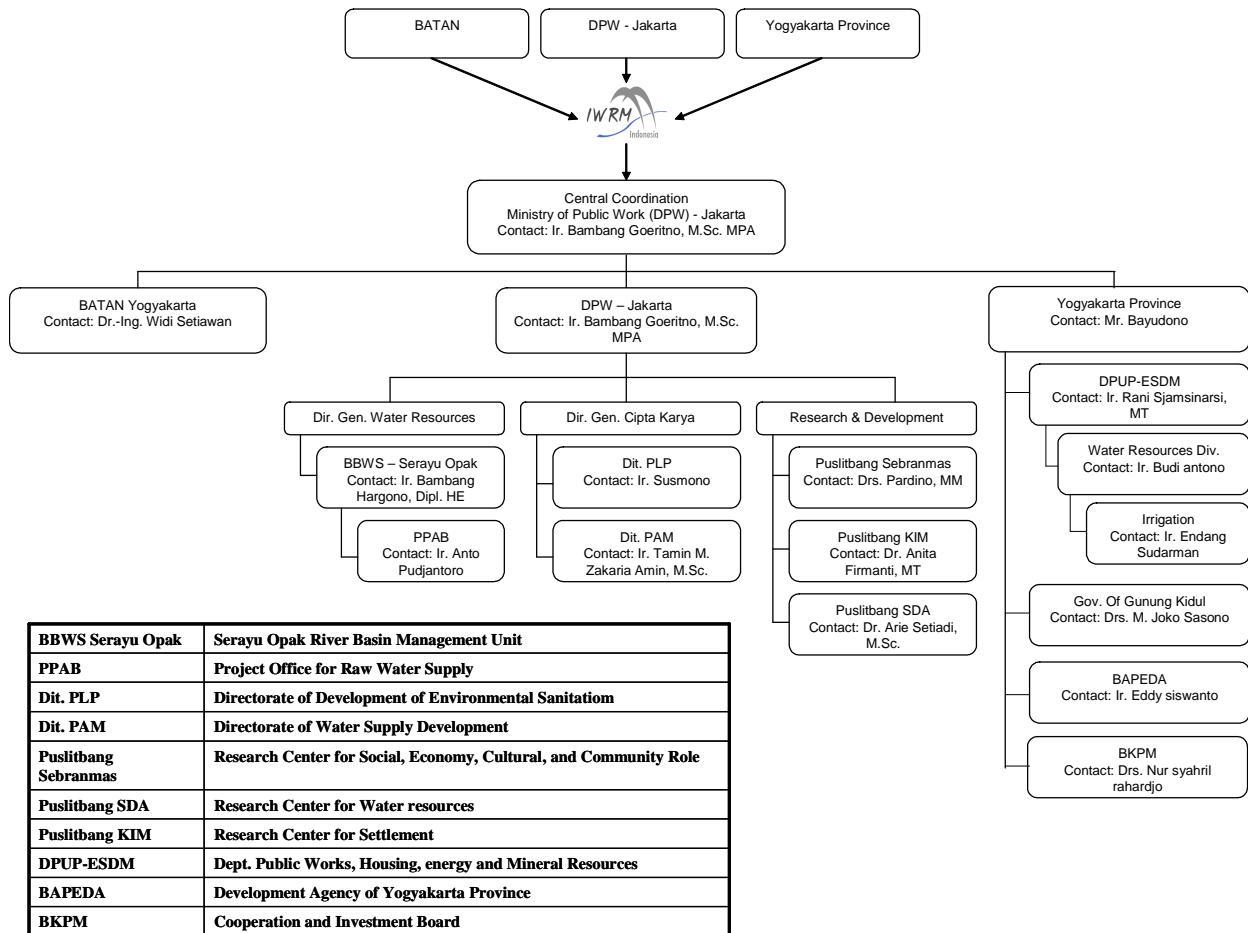 BATAN
DPW - Jakarta
Yogyakarta Province
IWRM
Indonesia
Central Coordination
Ministry of Public Work (DPW) - Jakarta
Contact: Ir. Bambang Goeritno, M.Sc. MPA
BATAN Yogyakarta
Contact: Dr.-Ing. Widi Setiawan
DPW – Jakarta
Contact: Ir. Bambang Goeritno, M.Sc.
MPA
Yogyakarta Province
Contact: Mr. Bayudono
Dir. Gen. Water Resources
BBWS – Serayu Opak
Contact: Ir. Bambang
Hargono, Dipl. HE
PPAB
Contact: Ir. Anto
Pudjantoro
Dir. Gen. Cipta Karya
Dit. PLP
Contact: Ir. Susmono
Dit. PAM
Contact: Ir. Tamin M.
Zakaria Amin, M.Sc.
Research & Development
Puslitbang Sebranmas
Contact: Drs. Pardino, MM
Puslitbang KIM
Contact: Dr. Anita
Firmanti, MT
Puslitbang SDA
Contact: Dr. Arie Setiadi,
M.Sc.
DPUP-ESDM
Contact: Ir. Rani Sjamsinarsi,
MT
Water Resources Div.
Contact: Ir. Budi antono
Irrigation
Contact: Ir. Endang
Sudarman
Gov. Of Gunung Kidul
Contact: Drs. M. Joko Sasono
BAPEDA
Contact: Ir. Eddy siswanto
BKPM
Contact: Drs. Nur syahril
rahardjo
BBWS Serayu Opak Serayu Opak River Basin Management Unit
PPAB Project Office for Raw Water Supply
Dit. PLP Directorate of Development of Environmental Sanitatiom
Dit. PAM Directorate of Water Supply Development
Puslitbang Research Center for Social, Economy, Cultural, and Community Role
Sebranmas
Puslitbang SDA Research Center for Water resources
Puslitbang KIM Research Center for Settlement
DPUP-ESDM Dept. Public Works, Housing, energy and Mineral Resources
BAPEDA Development Agency of Yogyakarta Province
BKPM Cooperation and Investment Board